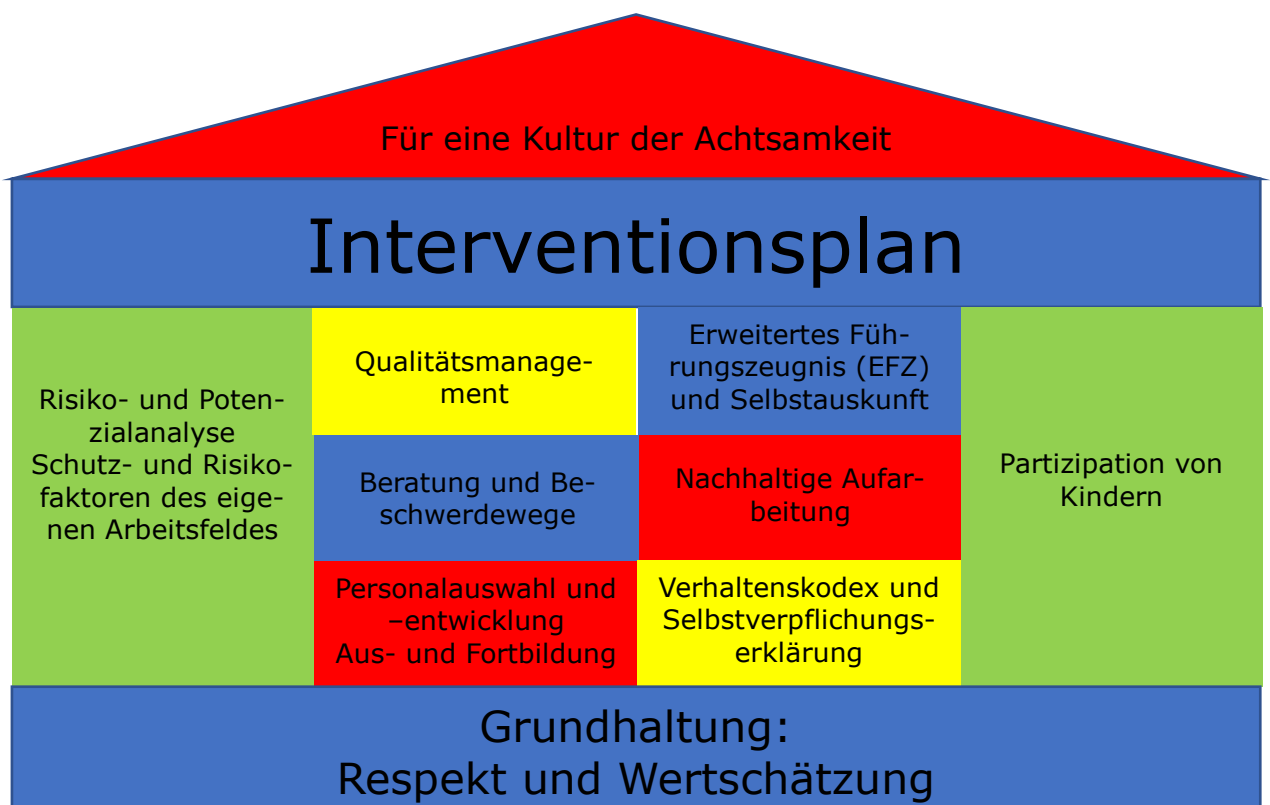 Für eine Kultur der Achtsamkeit
Interventionsplan
Risiko- und Poten-
zialanalyse
Schutz- und Risiko-
faktoren des eige-
nen Arbeitsfeldes
Qualitätsmanage-
ment
Erweitertes Füh-
rungszeugnis (EFZ)
und Selbstauskunft
Beratung und Be-
schwerdewege
Nachhaltige Aufar-
beitung
Personalauswahl und
–entwicklung
Aus- und Fortbildung
Verhaltenskodex und
Selbstverpflichungs-
erklärung
Partizipation von
Kindern
Grundhaltung:
Respekt und Wertschätzung